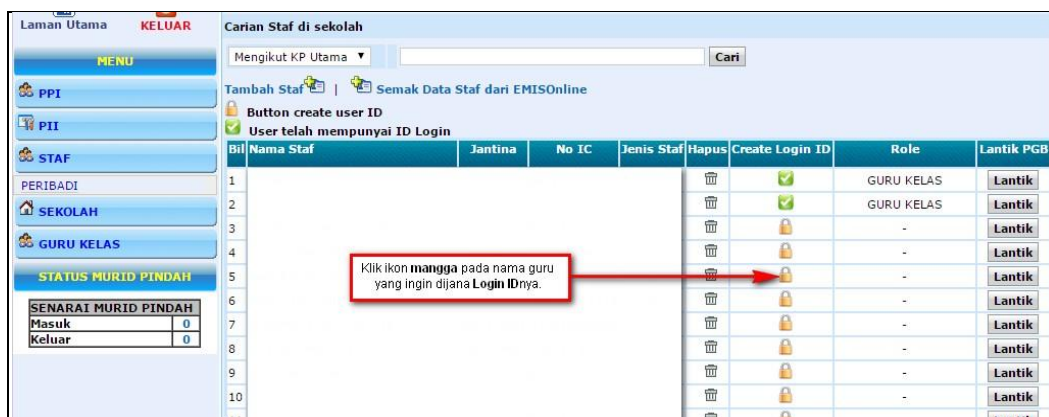 Laman Utama KELUAR
MENU
PPI
PII
STAF
PERIBADI
SEKOLAH
GURU KELAS
STATUS MURID PINDAH
SENARAI MURID PINDAH
Masuk 0
Keluar 0
Carian Staf di sekolah
Mengikut KP Utama ▼ Cari
Tambah Staf | Semak Data Staf dari EMISOnline
Button create user ID
User telah mempunyai ID Login
Bil Nama Staf Jantina No IC Jenis Staf Hapus Create Login ID Role Lantik PGB
1 GURU KELAS Lantik
2 GURU KELAS Lantik
3 - Lantik
4 - Lantik
5 - Lantik
6 - Lantik
7 - Lantik
8 - Lantik
9 - Lantik
10 - Lantik
Klik ikon mangga pada nama guru
yang ingin dijana Login IDnya.